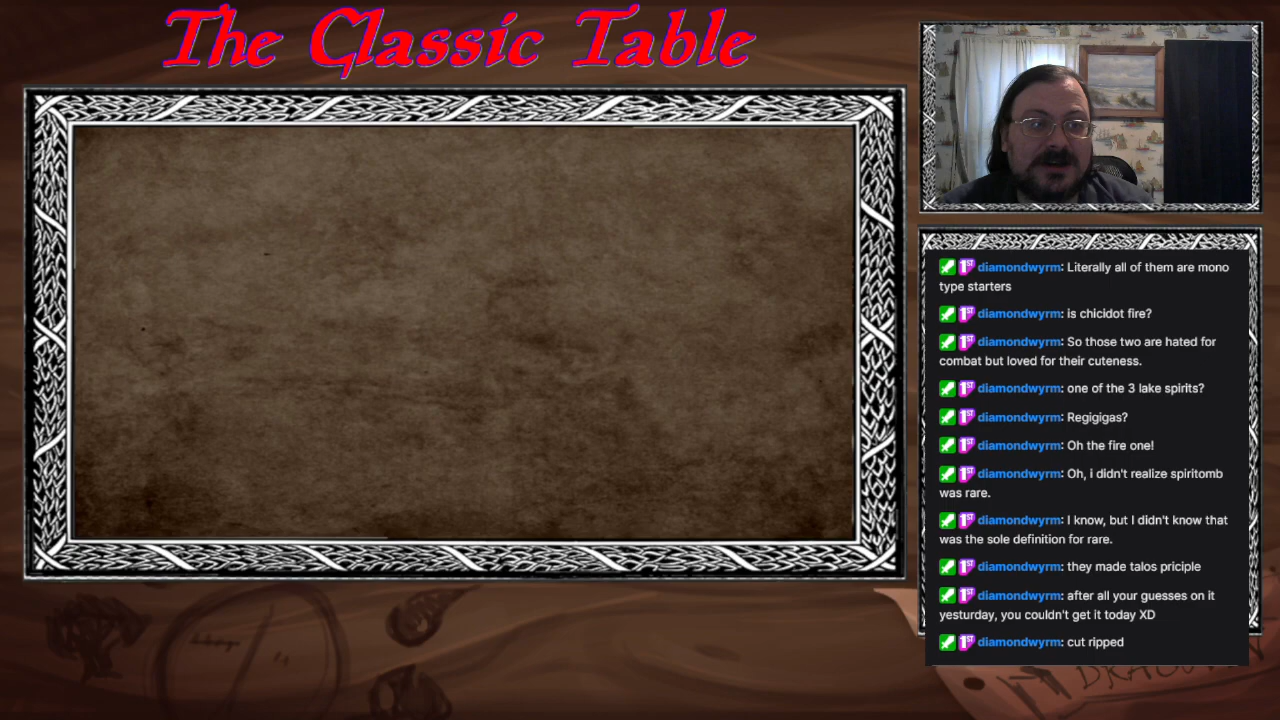 The Classic Table
diamondwyrm: Literally all of them are mono
type starters
diamondwyrm: is chicidot fire?
diamondwyrm: So those two are hated for
combat but loved for their cuteness.
diamondwyrm: one of the 3 lake spirits?
diamondwyrm: Regigigas?
diamondwyrm: Oh the fire one!
diamondwyrm: Oh, i didn't realize spiritomb
was rare.
diamondwyrm: I know, but I didn't know that
was the sole definition for rare.
diamondwyrm: they made talos priciple
diamondwyrm: after all your guesses on it
yesturday, you couldn't get it today XD
diamondwyrm: cut ripped